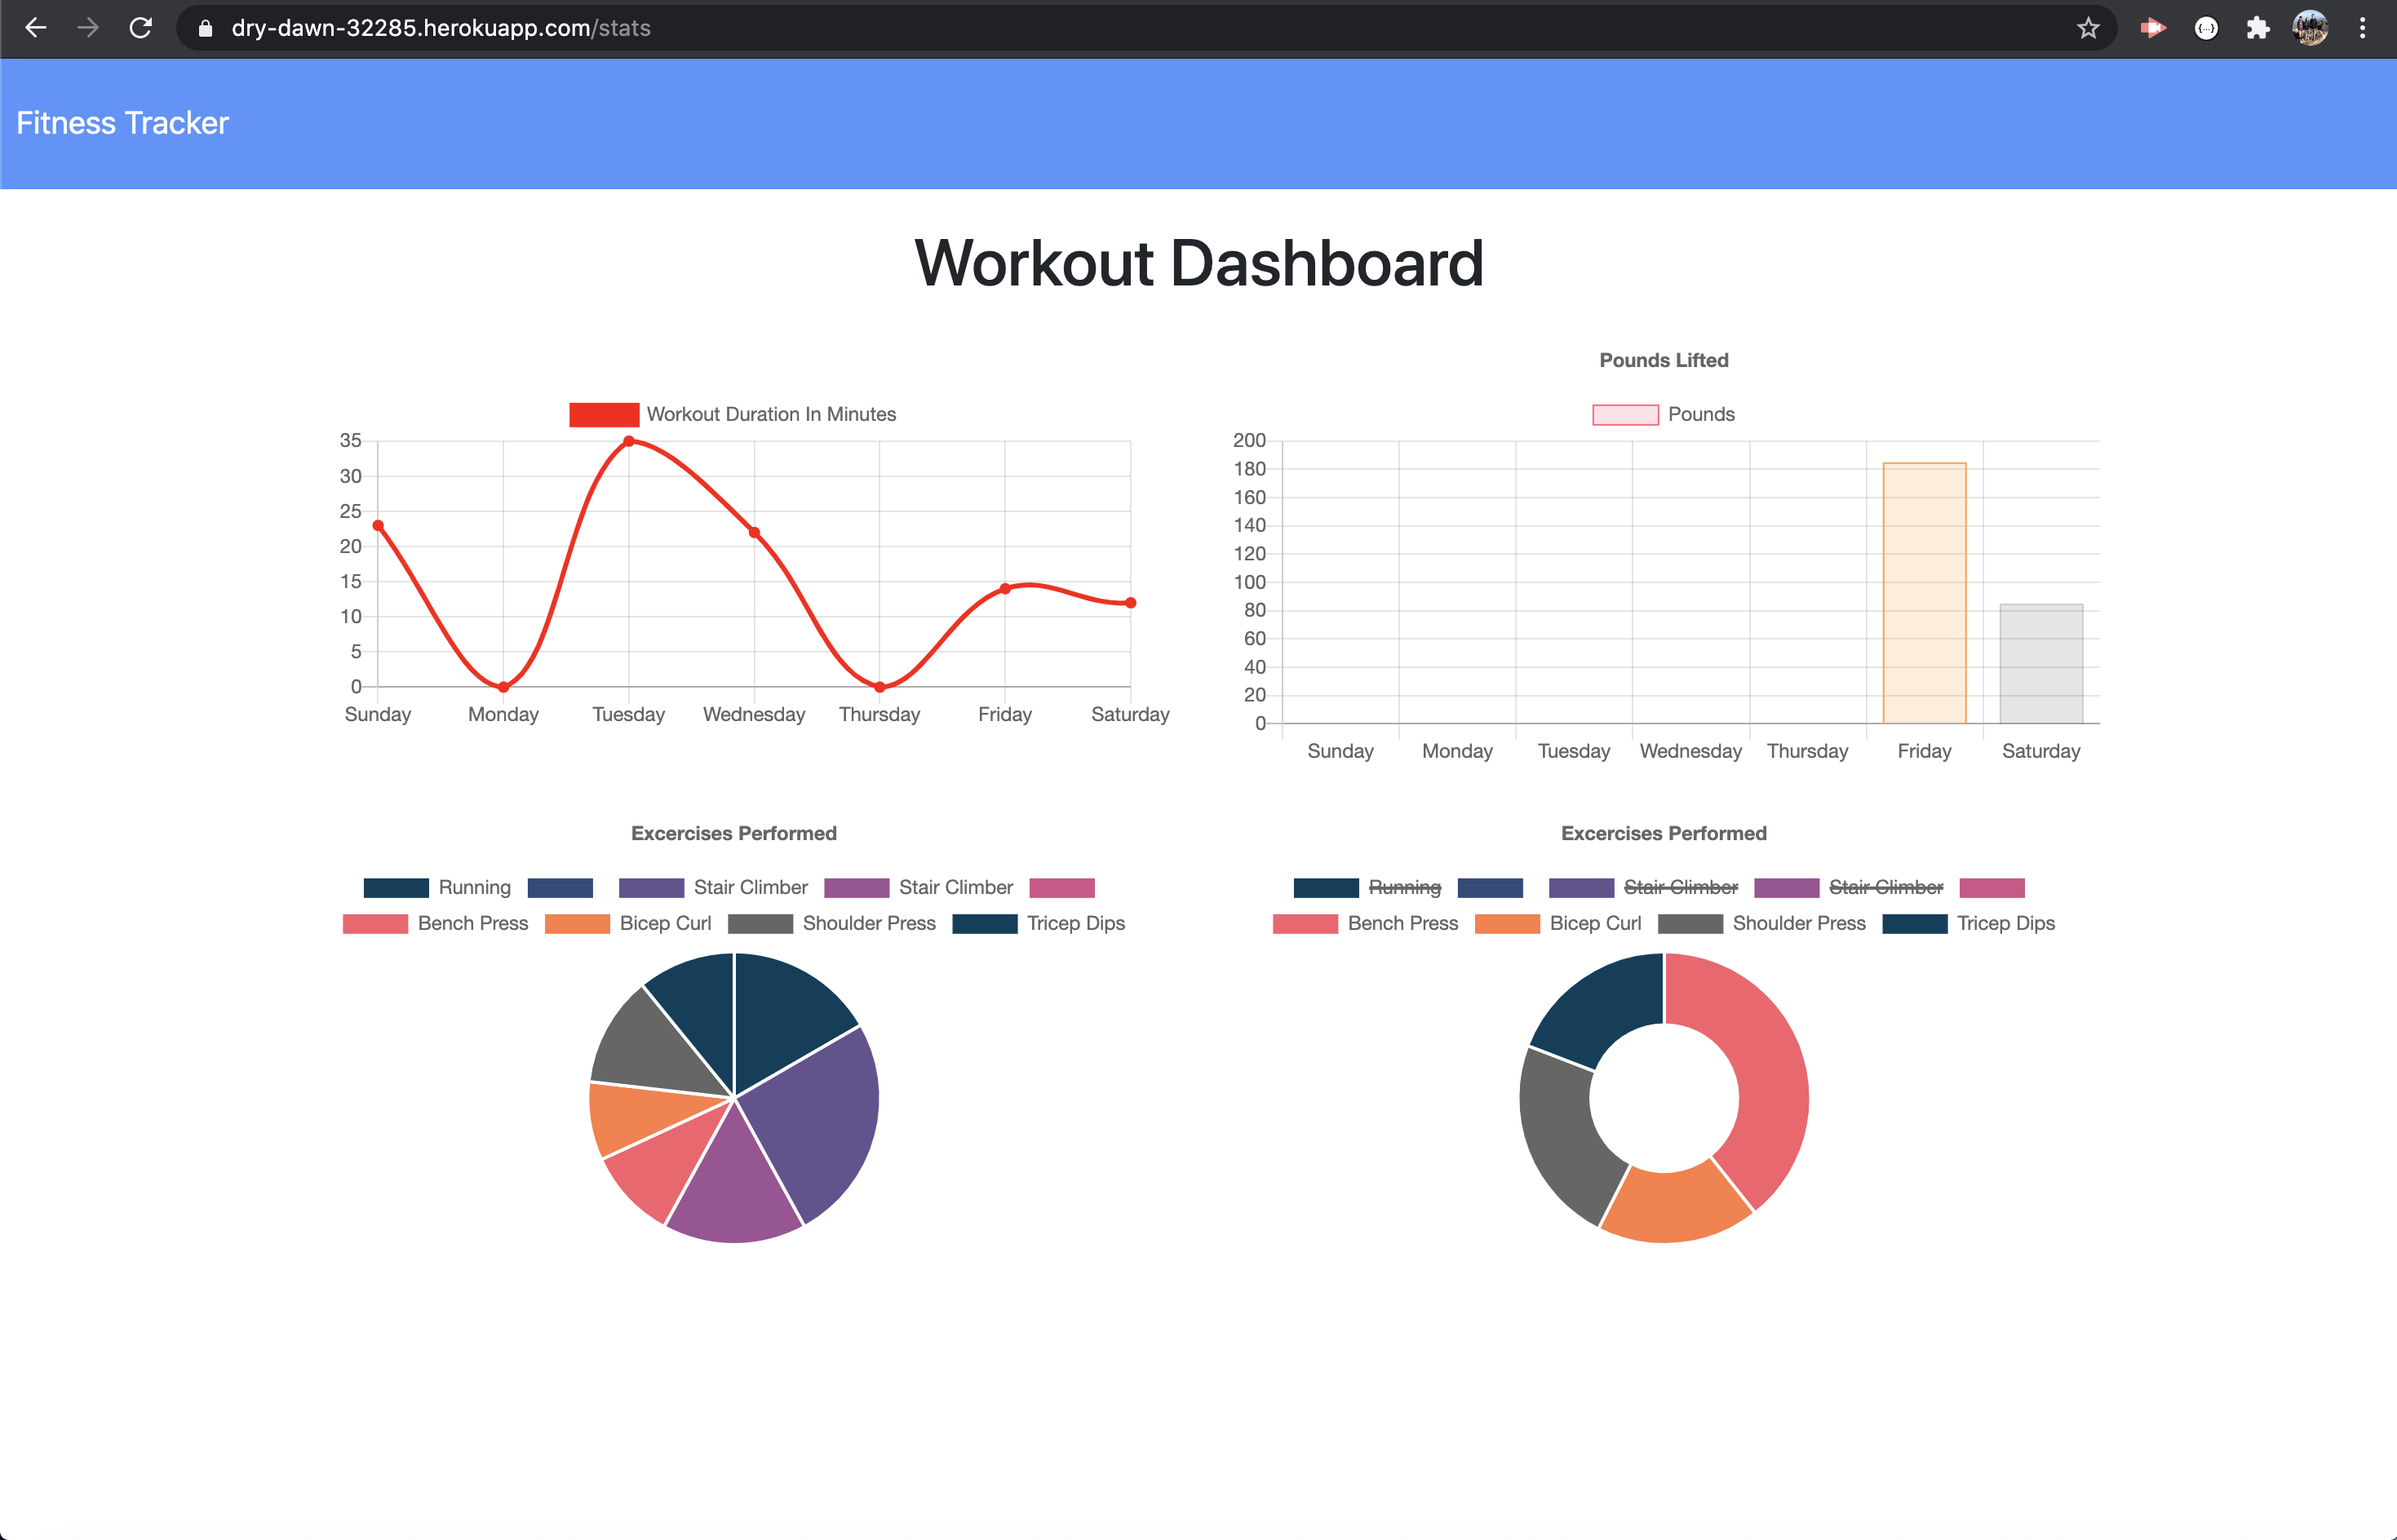 dry-dawn-32285.herokuapp.com/stats
Fitness Tracker
Workout Dashboard
Workout Duration In Minutes
35
30
25
20
15
10
5
0
Sunday Monday Tuesday Wednesday Thursday Friday Saturday
Pounds Lifted
Pounds
200
180
160
140
120
100
80
60
40
20
0
Sunday Monday Tuesday Wednesday Thursday Friday Saturday
Excercises Performed
Running Stair Climber Stair Climber
Bench Press Bicep Curl Shoulder Press Tricep Dips
Excercises Performed
Running Stair Climber Stair Climber
Bench Press Bicep Curl Shoulder Press Tricep Dips